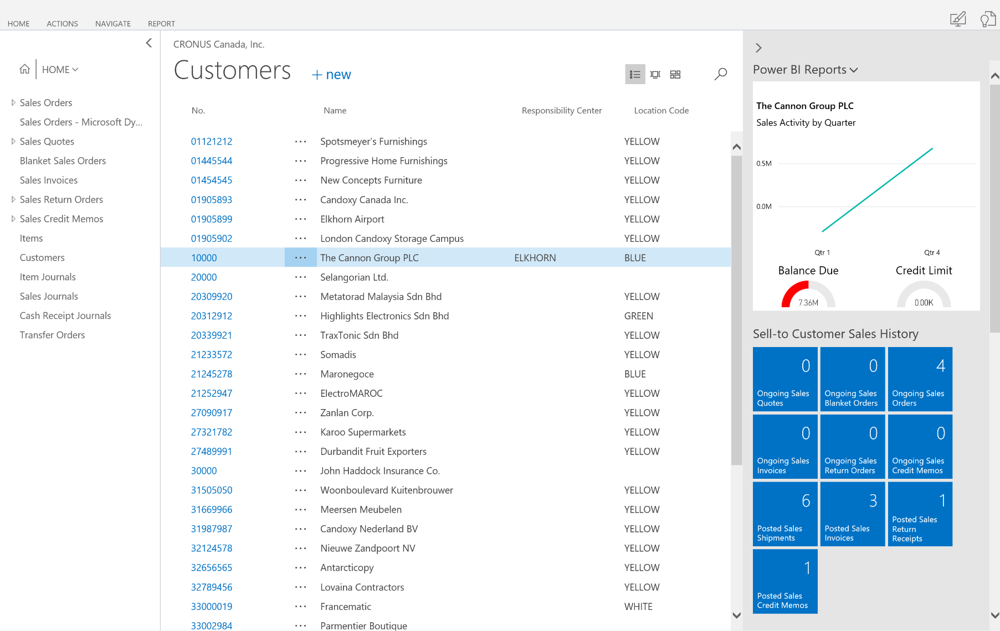 HOME ACTIONS NAVIGATE REPORT
HOME
Sales Orders
Sales Orders - Microsoft Dy...
Sales Quotes
Blanket Sales Orders
Sales Invoices
Sales Return Orders
Sales Credit Memos
Items
Customers
Item Journals
Sales Journals
Cash Receipt Journals
Transfer Orders
CRONUS Canada, Inc.
Customers + new
No. Name Responsibility Center Location Code
01121212 ··· Spotsmeyer's Furnishings YELLOW
01445544 ··· Progressive Home Furnishings YELLOW
01454545 ··· New Concepts Furniture YELLOW
01905893 ··· Candoxy Canada Inc. YELLOW
01905899 ··· Elkhorn Airport YELLOW
01905902 ··· London Candoxy Storage Campus YELLOW
10000 ··· The Cannon Group PLC ELKHORN BLUE
20000 ··· Selangorian Ltd.
20309920 ··· Metatorad Malaysia Sdn Bhd YELLOW
20312912 ··· Highlights Electronics Sdn Bhd GREEN
20339921 ··· TraxTonic Sdn Bhd YELLOW
21233572 ··· Somadis YELLOW
21245278 ··· Maronegoce BLUE
21252947 ··· ElectroMAROC YELLOW
27090917 ··· Zanlan Corp. YELLOW
27321782 ··· Karoo Supermarkets YELLOW
27489991 ··· Durbandit Fruit Exporters YELLOW
30000 ··· John Haddock Insurance Co.
31505050 ··· Woonboulevard Kuitenbrouwer YELLOW
31669966 ··· Meersen Meubelen YELLOW
31987987 ··· Candoxy Nederland BV YELLOW
32124578 ··· Nieuwe Zandpoort NV YELLOW
32656565 ··· Antarcticopy YELLOW
32789456 ··· Lovaina Contractors YELLOW
33000019 ··· Francematic WHITE
33002984 ··· Parmentier Boutique
Power BI Reports
The Cannon Group PLC
Sales Activity by Quarter
0.5M
0.0M
Qtr 1 Qtr 4
Balance Due Credit Limit
7.36M 0.00K
Sell-to Customer Sales History
0
Ongoing Sales
Quotes
0
Ongoing Sales
Blanket Orders
4
Ongoing Sales
Orders
0
Ongoing Sales
Invoices
0
Ongoing Sales
Return Orders
0
Ongoing Sales
Credit Memos
6
Posted Sales
Shipments
3
Posted Sales
Invoices
1
Posted Sales
Return
Receipts
1
Posted Sales
Credit Memos